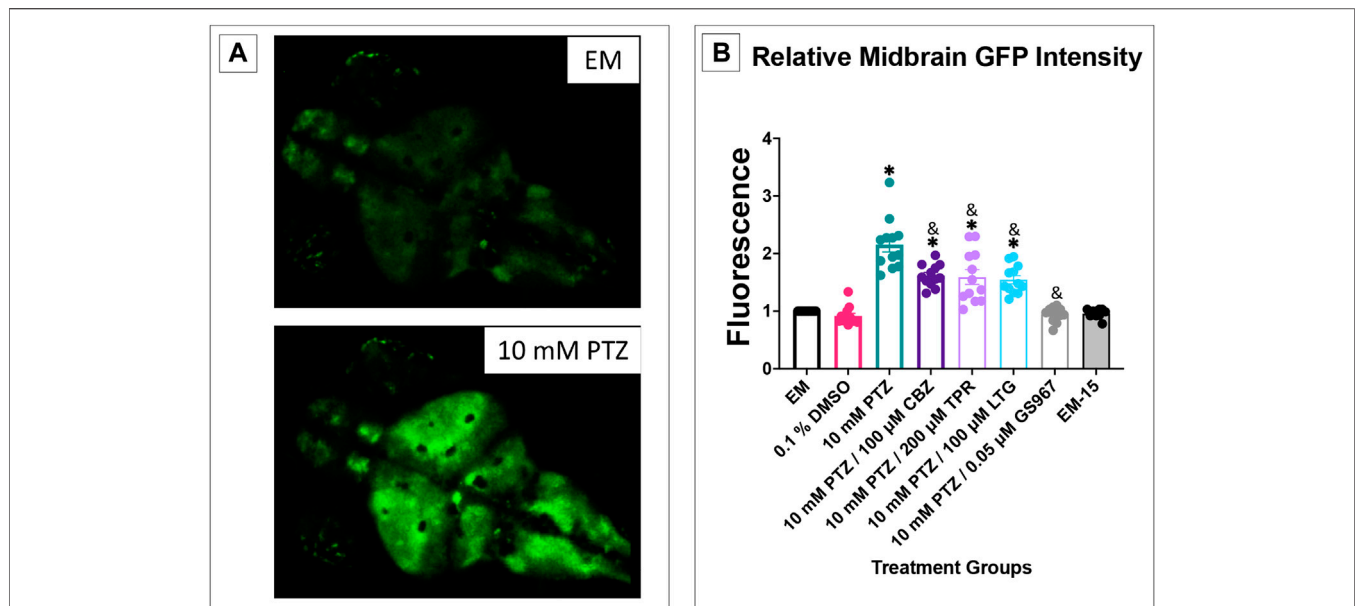 A
EM
10 mM PTZ
B
Relative Midbrain GFP Intensity
Fluorescence
4
3
2
1
0
*
&
*
&
*
&
*
&
EM
0.1 % DMSO
10 mM PTZ
10 mM PTZ / 100 µM CBZ
10 mM PTZ / 200 µM TPR
10 mM PTZ / 100 µM LTG
10 mM PTZ / 0.05 µM GS967
EM-15
Treatment Groups